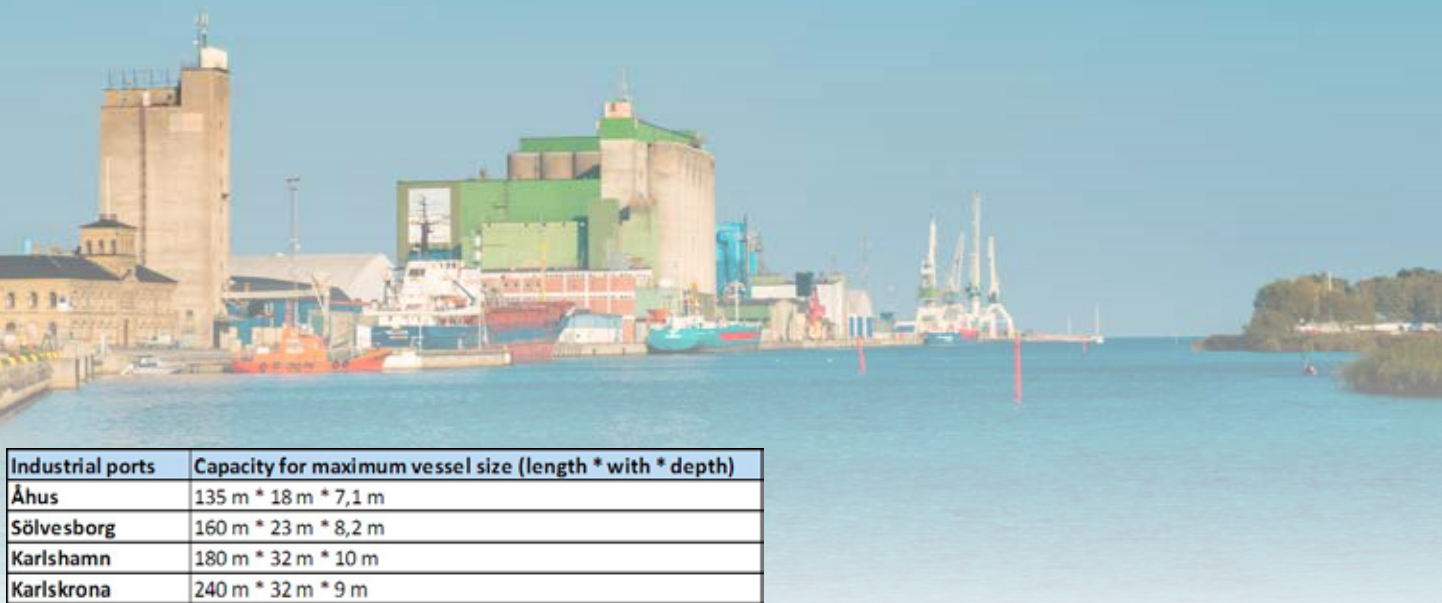 Industrial ports Capacity for maximum vessel size (length * with * depth)
Åhus 135 m * 18 m * 7,1 m
Sölvesborg 160 m * 23 m * 8,2 m
Karlshamn 180 m * 32 m * 10 m
Karlskrona 240 m * 32 m * 9 m